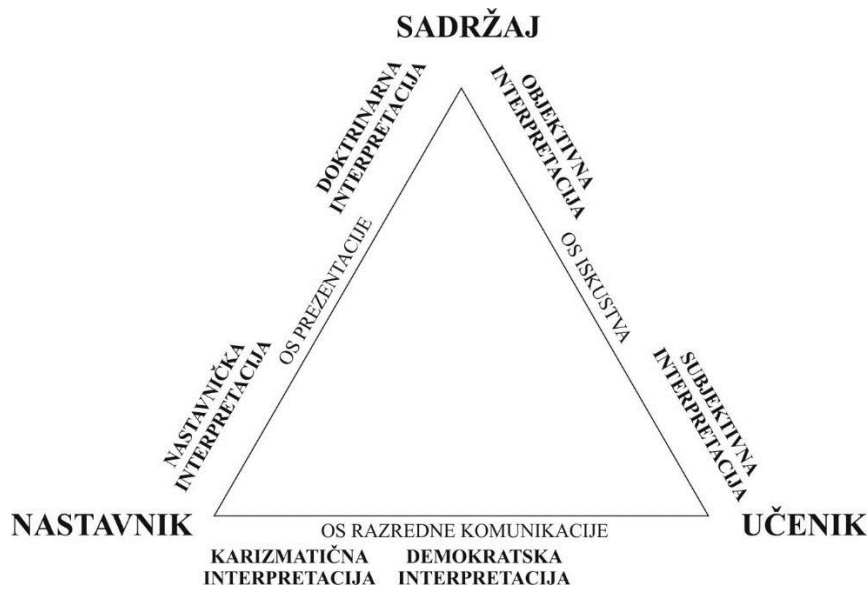 SADRŽAJ
DOKTRINARNA
INTERPRETACIJA
OBJEKTIVNA
INTERPRETACIJA
OS PREZENTACIJE
OS ISKUSTVA
NASTAVNIČKA
INTERPRETACIJA
SUBJEKTIVNA
INTERPRETACIJA
NASTAVNIK
UČENIK
OS RAZREDNE KOMUNIKACIJE
KARIZMATIČNA
INTERPRETACIJA
DEMOKRATSKA
INTERPRETACIJA